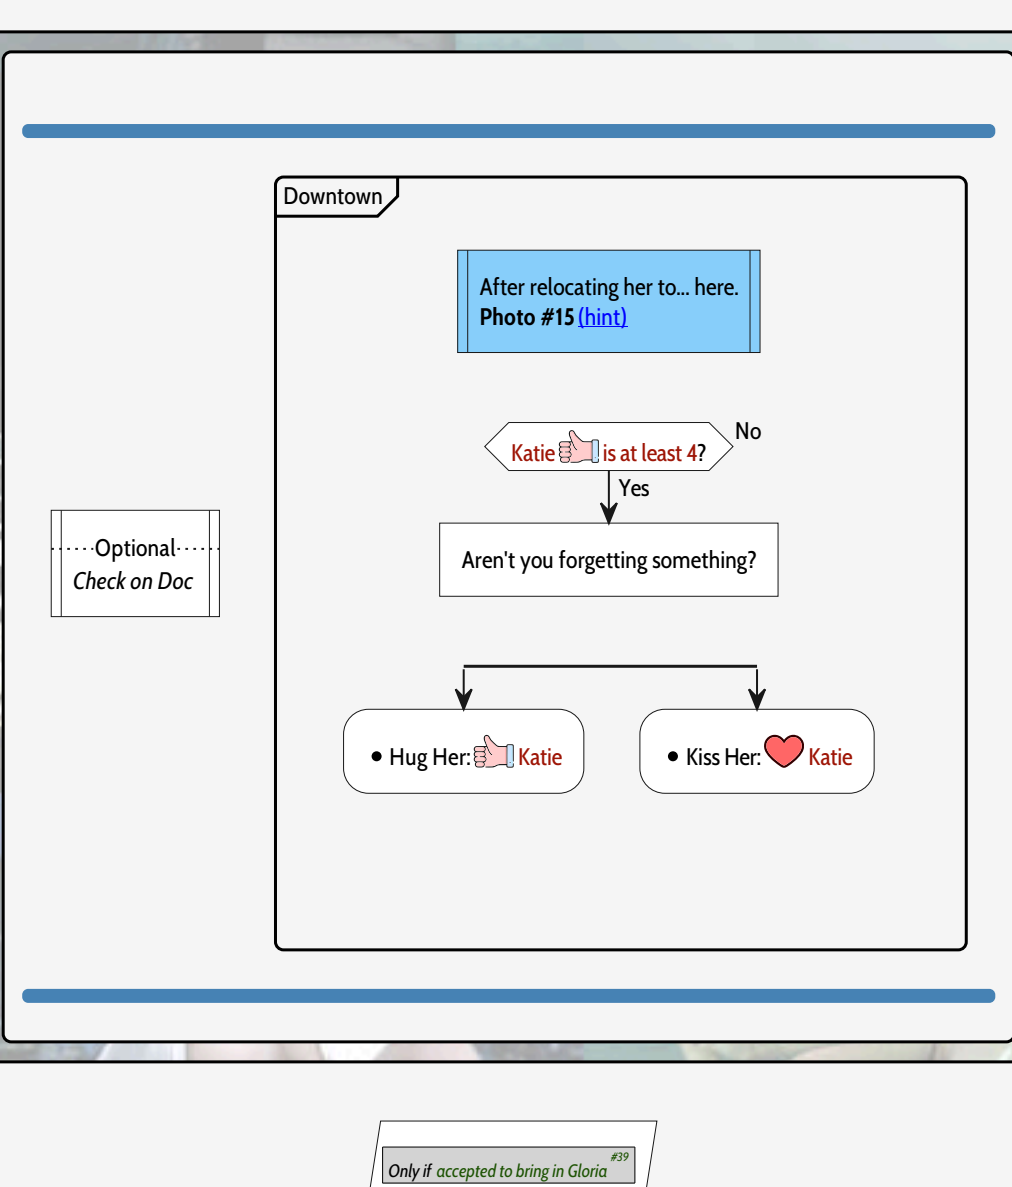 Downtown
After relocating her to... here.
Photo #15 (hint)
Katie is at least 4?
No
Yes
Aren't you forgetting something?
Optional
Check on Doc
• Hug Her: Katie
• Kiss Her: Katie
Only if accepted to bring in Gloria #39